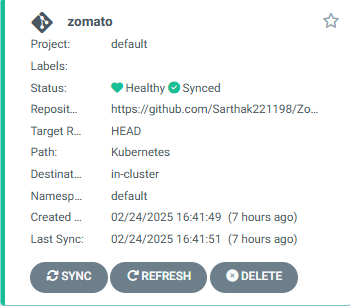 zomato
Project: default
Labels:
Status: Healthy Synced
Reposit... https://github.com/Sarthak221198/Zo...
Target R... HEAD
Path: Kubernetes
Destinat... in-cluster
Namesp... default
Created ... 02/24/2025 16:41:49 (7 hours ago)
Last Sync: 02/24/2025 16:41:51 (7 hours ago)
SYNC REFRESH DELETE